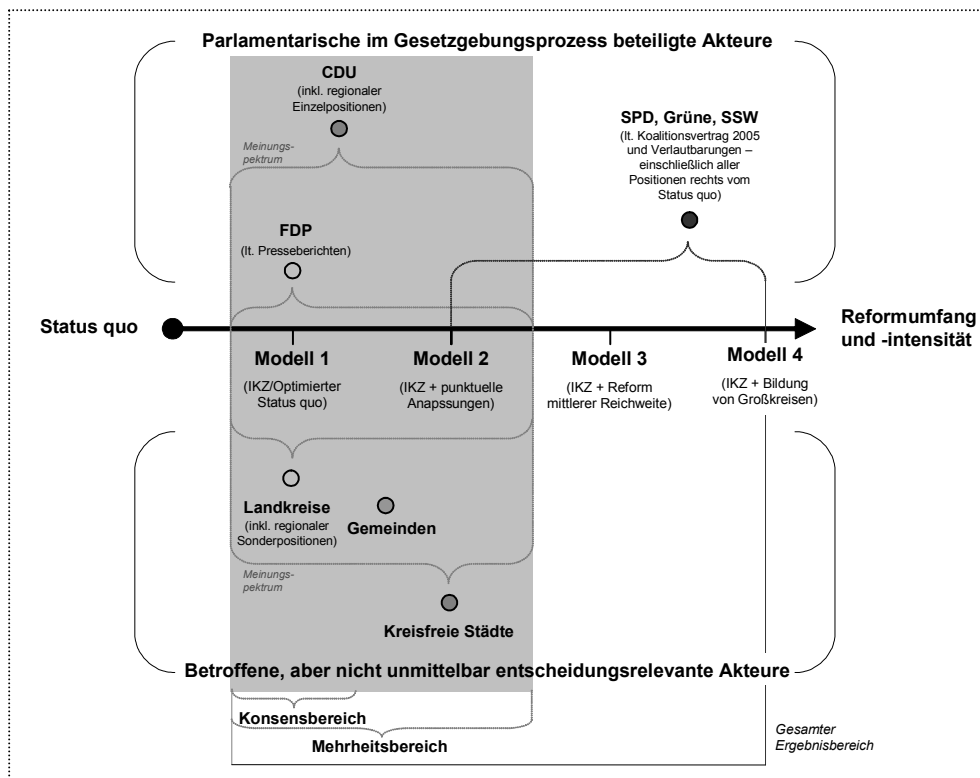 Parlamentarische im Gesetzgebungsprozess beteiligte Akteure
CDU
(inkl. regionaler
Einzelpositionen)
Meinungs-
pektrum
SPD, Grüne, SSW
(lt. Koalitionsvertrag 2005
und Verlautbarungen –
einschließlich aller
Positionen rechts vom
Status quo)
FDP
(lt. Presseberichten)
Status quo
Reformumfang
und -intensität
Modell 1
(IKZ/Optimierter
Status quo)
Modell 2
(IKZ + punktuelle
Anapssungen)
Modell 3
(IKZ + Reform
mittlerer Reichweite)
Modell 4
(IKZ + Bildung
von Großkreisen)
Landkreise
(inkl. regionaler
Sonderpositionen)
Gemeinden
Meinungs-
pektrum
Kreisfreie Städte
Betroffene, aber nicht unmittelbar entscheidungsrelevante Akteure
Konsensbereich
Mehrheitsbereich
Gesamter
Ergebnisbereich